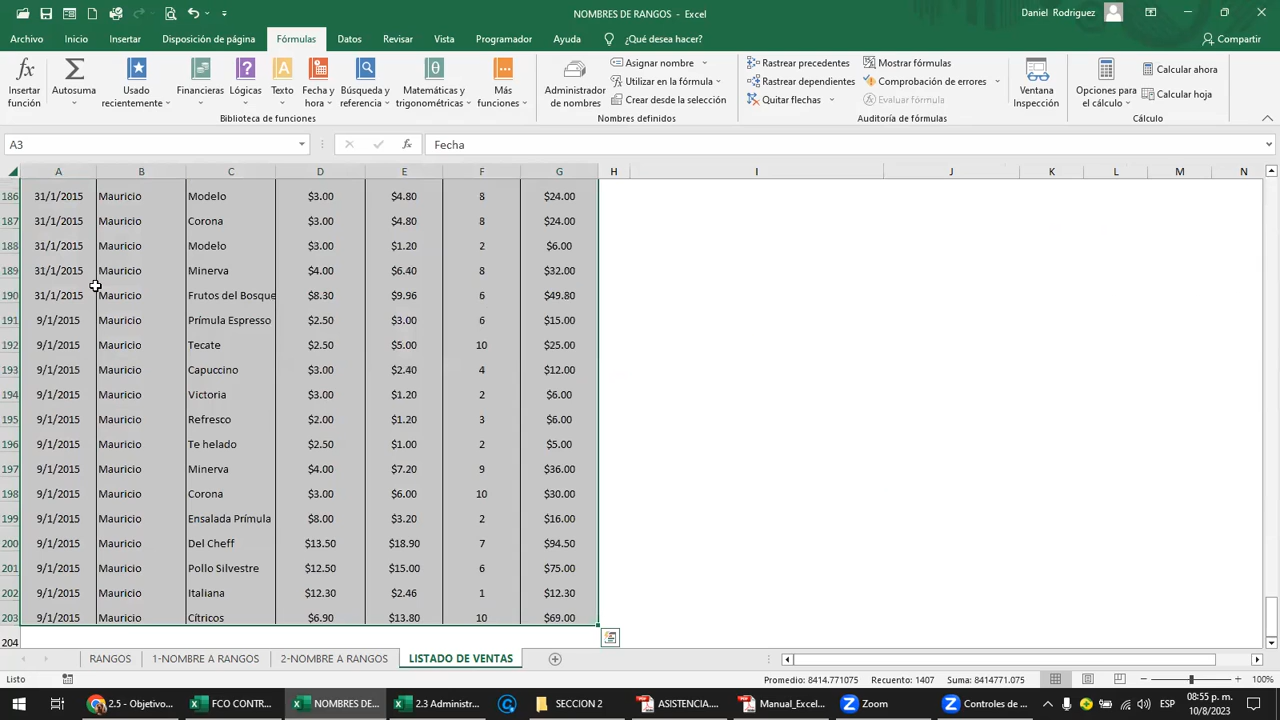 NOMBRES DE RANGOS - Excel
Daniel Rodriguez
Archivo Inicio Insertar Disposición de página Fórmulas Datos Revisar Vista Programador Ayuda ¿Qué desea hacer? Compartir
Insertar función
Autosuma
Usado recientemente
Financieras
Lógicas
Texto
Fecha y hora
Búsqueda y referencia
Matemáticas y trigonométricas
Más funciones
Biblioteca de funciones
Administrador de nombres
Asignar nombre
Utilizar en la fórmula
Crear desde la selección
Nombres definidos
Rastrear precedentes
Rastrear dependientes
Quitar flechas
Mostrar fórmulas
Comprobación de errores
Evaluar fórmula
Auditoría de fórmulas
Ventana Inspección
Opciones para el cálculo
Calcular ahora
Calcular hoja
Cálculo
A3 fx Fecha
A B C D E F G H I J K L M N
186 31/1/2015 Mauricio Modelo $3.00 $4.80 8 $24.00
187 31/1/2015 Mauricio Corona $3.00 $4.80 8 $24.00
188 31/1/2015 Mauricio Modelo $3.00 $1.20 2 $6.00
189 31/1/2015 Mauricio Minerva $4.00 $6.40 8 $32.00
190 31/1/2015 Mauricio Frutos del Bosque $8.30 $9.96 6 $49.80
191 9/1/2015 Mauricio Prímula Espresso $2.50 $3.00 6 $15.00
192 9/1/2015 Mauricio Tecate $2.50 $5.00 10 $25.00
193 9/1/2015 Mauricio Capuccino $3.00 $2.40 4 $12.00
194 9/1/2015 Mauricio Victoria $3.00 $1.20 2 $6.00
195 9/1/2015 Mauricio Refresco $2.00 $1.20 3 $6.00
196 9/1/2015 Mauricio Te helado $2.50 $1.00 2 $5.00
197 9/1/2015 Mauricio Minerva $4.00 $7.20 9 $36.00
198 9/1/2015 Mauricio Corona $3.00 $6.00 10 $30.00
199 9/1/2015 Mauricio Ensalada Prímula $8.00 $3.20 2 $16.00
200 9/1/2015 Mauricio Del Cheff $13.50 $18.90 7 $94.50
201 9/1/2015 Mauricio Pollo Silvestre $12.50 $15.00 6 $75.00
202 9/1/2015 Mauricio Italiana $12.30 $2.46 1 $12.30
203 9/1/2015 Mauricio Cítricos $6.90 $13.80 10 $69.00
204
RANGOS 1-NOMBRE A RANGOS 2-NOMBRE A RANGOS LISTADO DE VENTAS
Listo Promedio: 8414.771075 Recuento: 1407 Suma: 8414771.075 100%
2.5 - Objetivo... FCO CONTR... NOMBRES DE... 2.3 Administr... SECCION 2 ASISTENCIA.... Manual_Exce... Zoom Controles de ... ESP 08:55 p. m.
10/8/2023